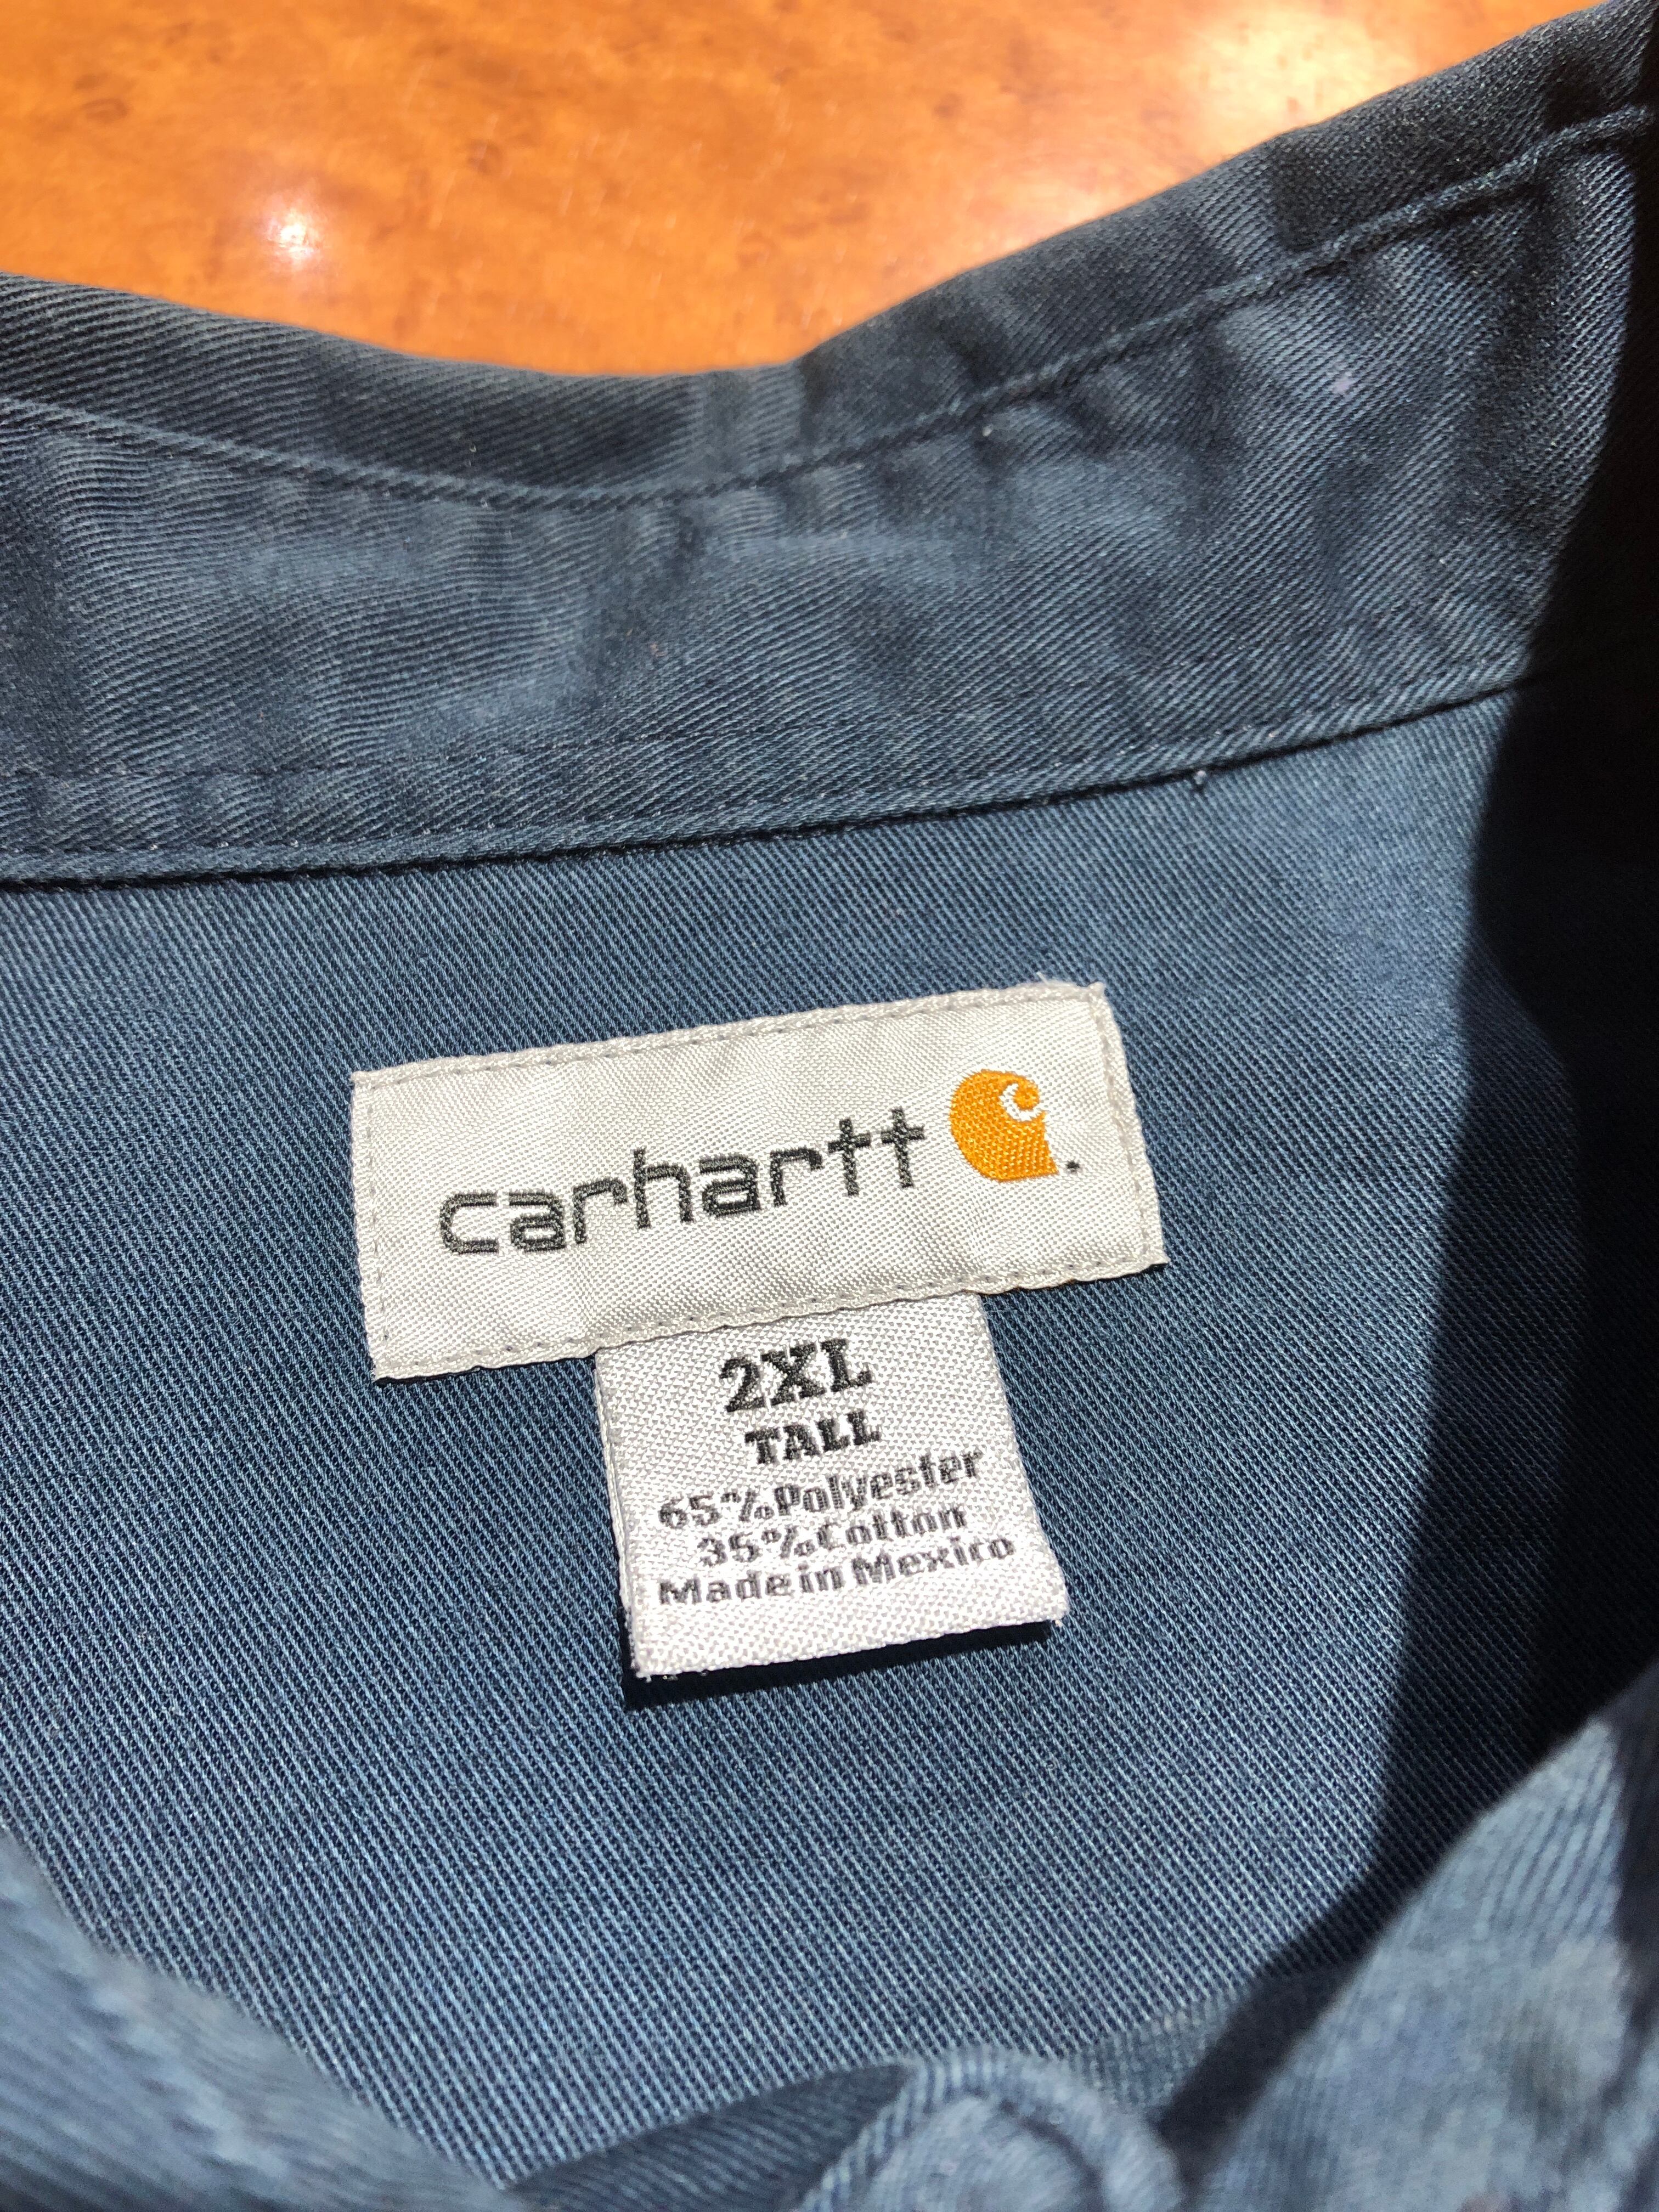 carhartt
2XL
TALL
65%Polyester
35%Cotton
Made in Mexico